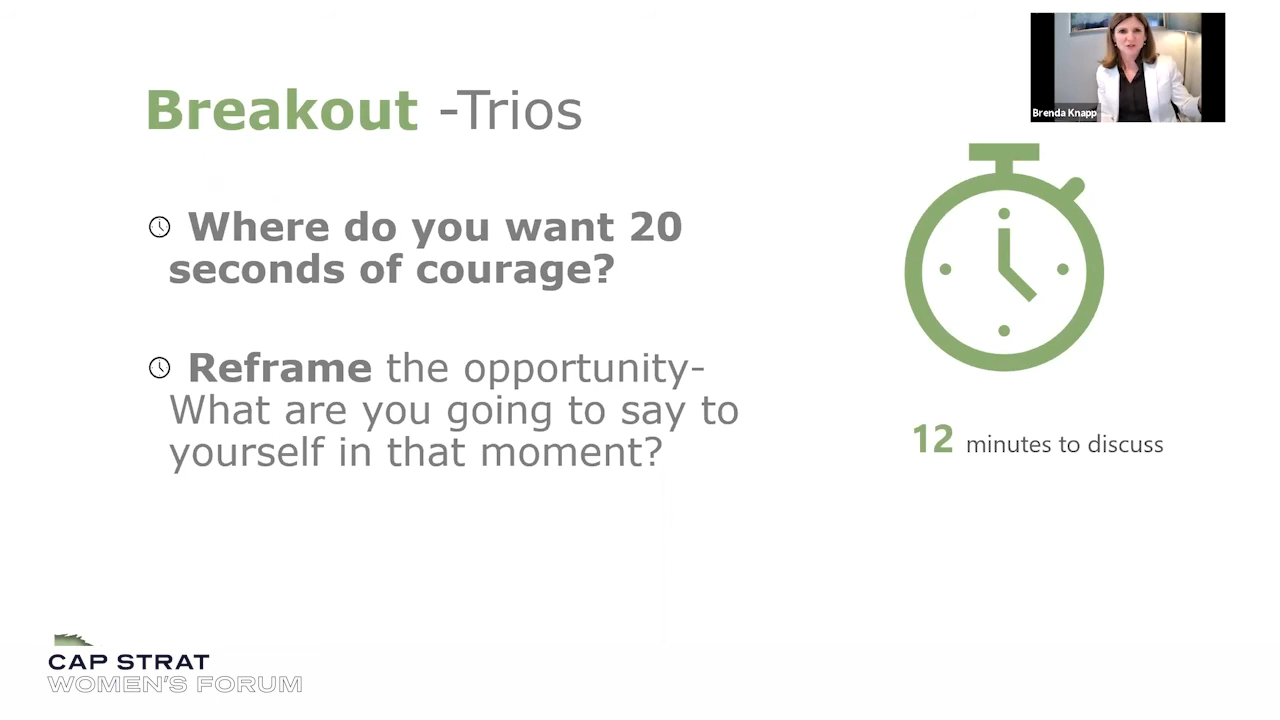 Breakout -Trios
Brenda Knapp
Where do you want 20
seconds of courage?
Reframe the opportunity-
What are you going to say to
yourself in that moment?
12 minutes to discuss
CAP STRAT
WOMEN'S FORUM